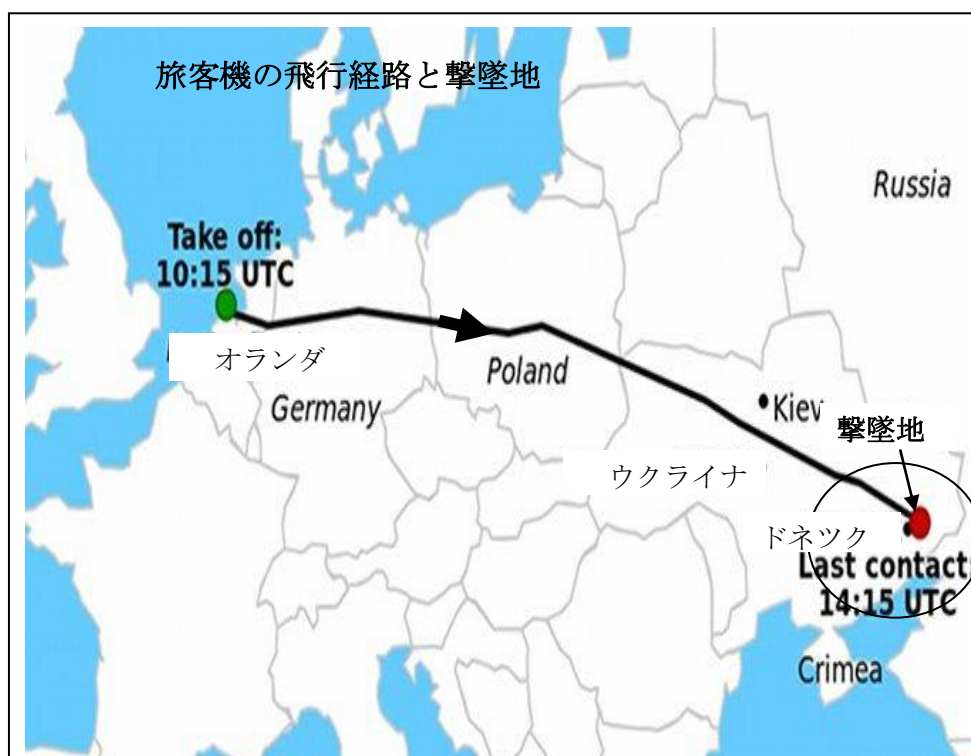 旅客機の飛行経路と撃墜地
Russia
Take off:
10:15 UTC
オランダ
Poland
Germany
Kiev
撃墜地
ウクライナ
ドネツク
Last contact:
14:15 UTC
Crimea